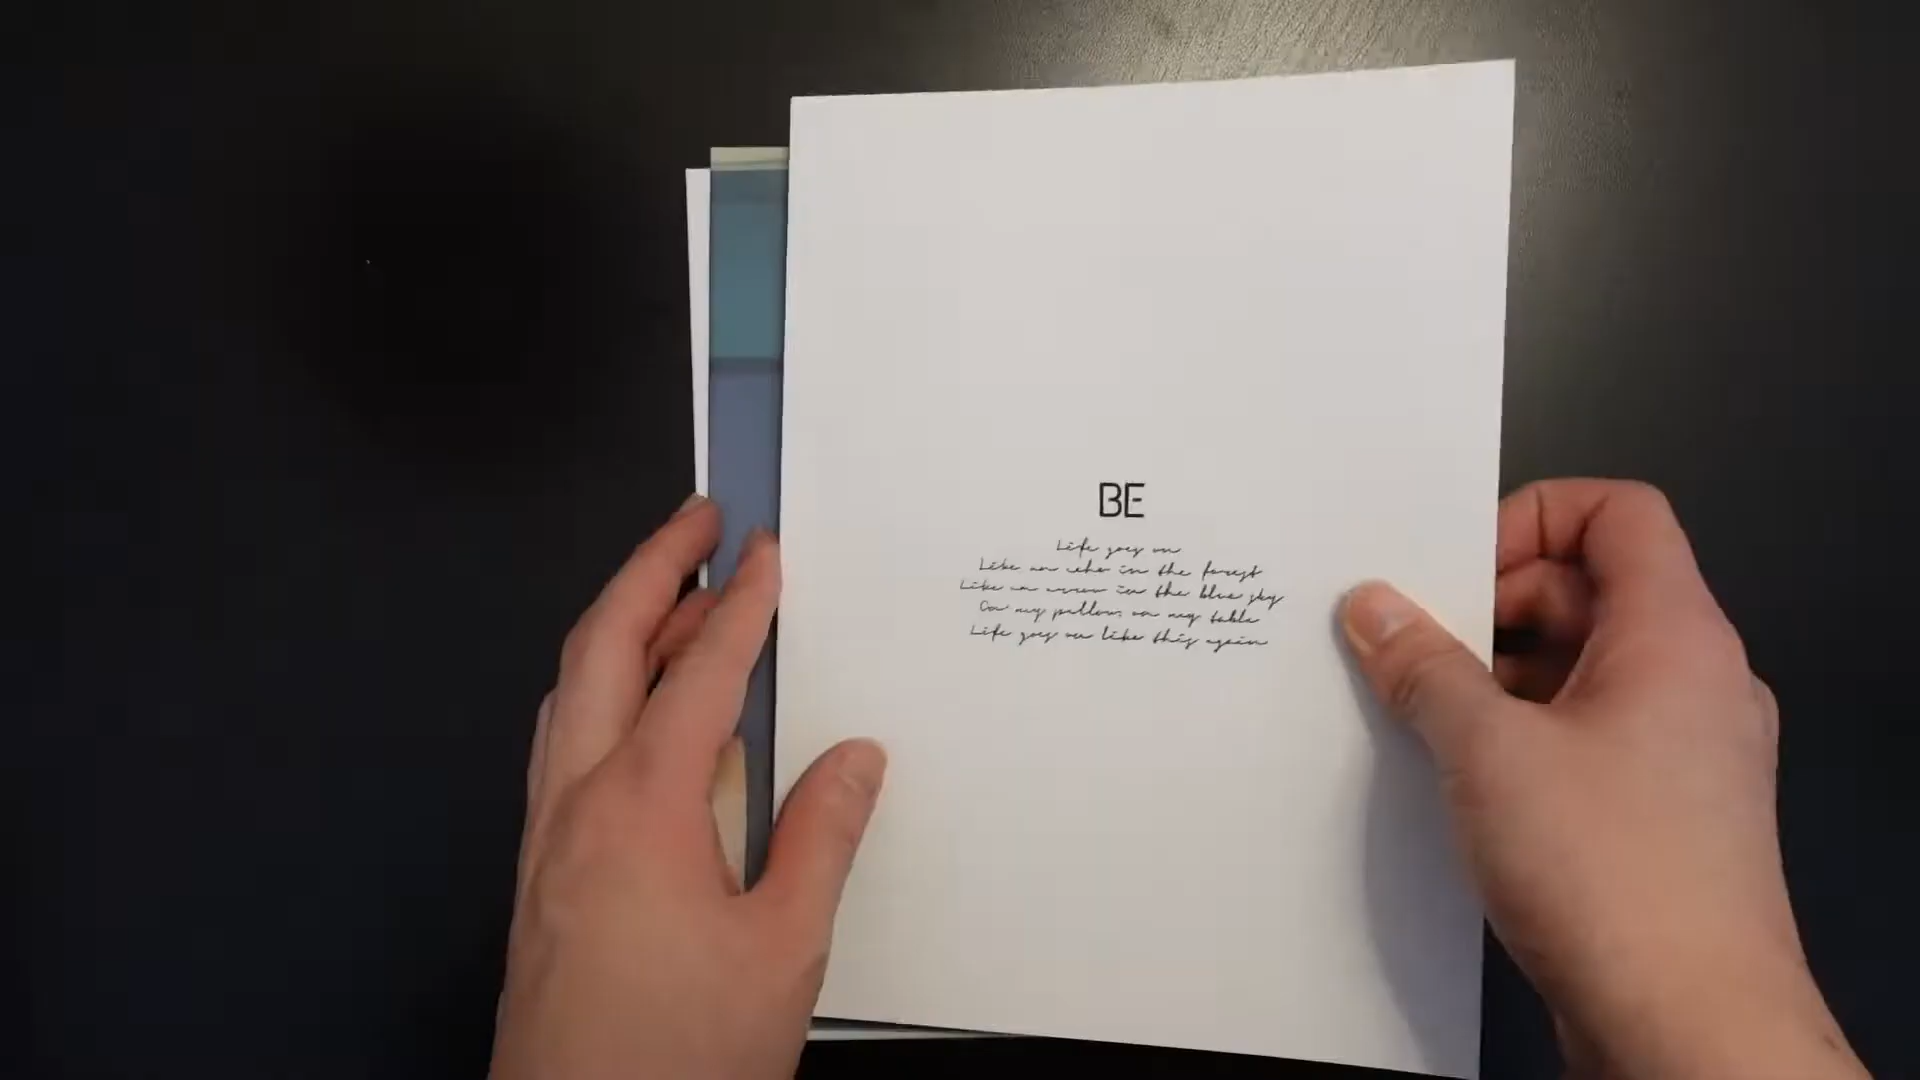 BE
Life goes on
Like an echo in the forest
Like an arrow in the blue sky
On my pillow, on my table
Life goes on like this again